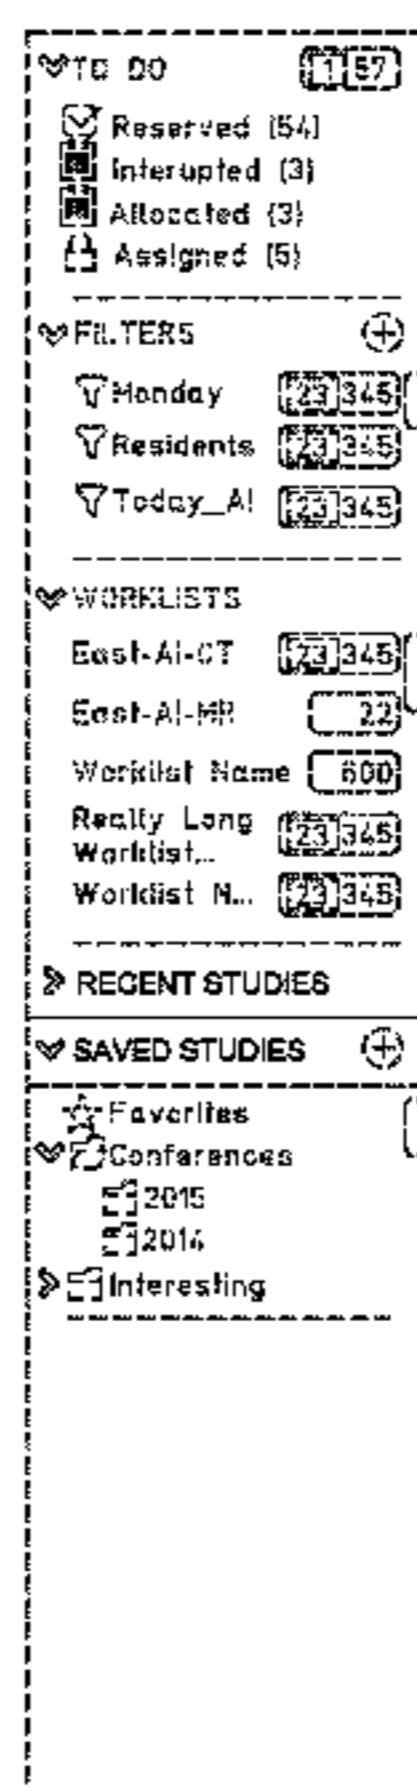 TO DO 1 57
Reserved (54)
Interupted (3)
Allocated (3)
Assigned (5)
FILTERS
Monday 23 345
Residents 23 345
Today_AI 23 345
WORKLISTS
East-AI-CT 23 345
East-AI-MR 22
Worklist Name 600
Really Long
Worklist... 23 345
Worklist N... 23 345
RECENT STUDIES
SAVED STUDIES
Favorites
Conferences
2015
2014
Interesting